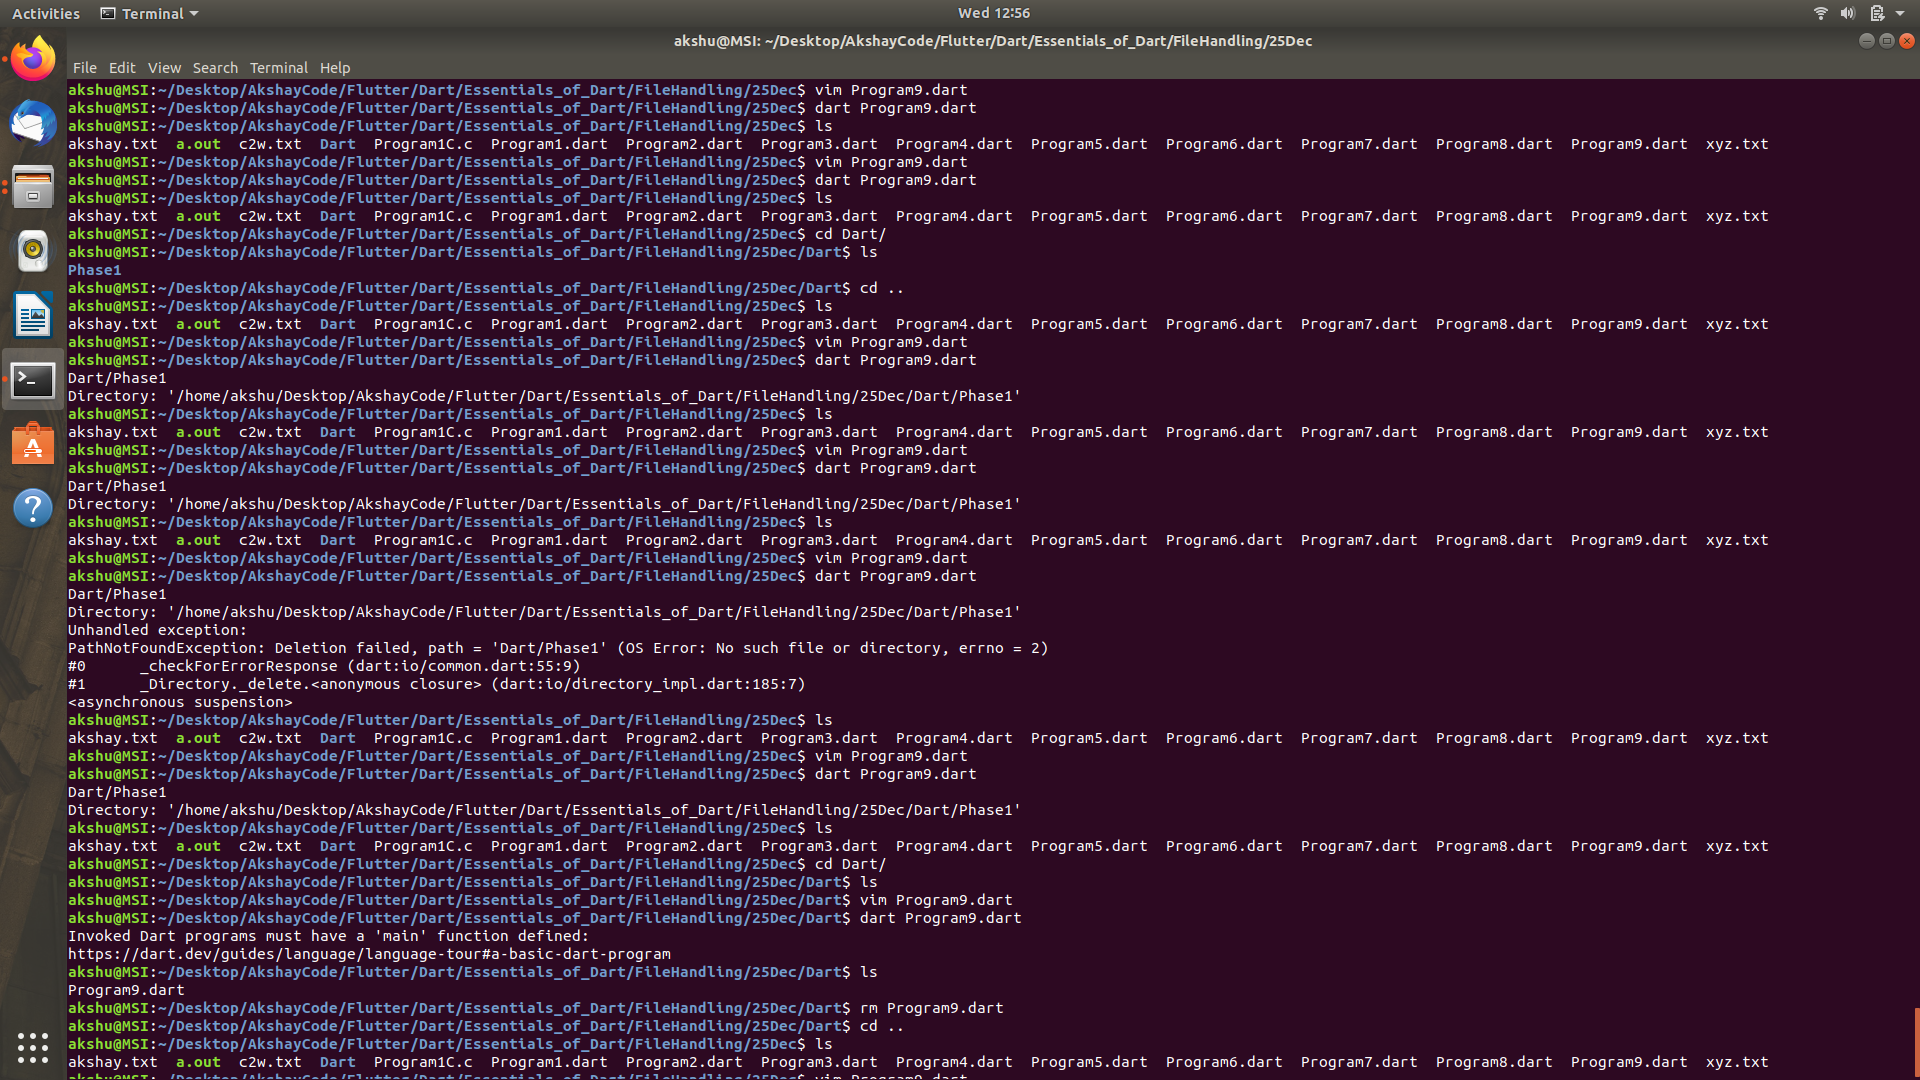 Activities Terminal Wed 12:56
akshu@MSI: ~/Desktop/AkshayCode/Flutter/Dart/Essentials_of_Dart/FileHandling/25Dec
File Edit View Search Terminal Help
akshu@MSI:~/Desktop/AkshayCode/Flutter/Dart/Essentials_of_Dart/FileHandling/25Dec$ vim Program9.dart
akshu@MSI:~/Desktop/AkshayCode/Flutter/Dart/Essentials_of_Dart/FileHandling/25Dec$ dart Program9.dart
akshu@MSI:~/Desktop/AkshayCode/Flutter/Dart/Essentials_of_Dart/FileHandling/25Dec$ ls
akshay.txt a.out c2w.txt Dart Program1C.c Program1.dart Program2.dart Program3.dart Program4.dart Program5.dart Program6.dart Program7.dart Program8.dart Program9.dart xyz.txt
akshu@MSI:~/Desktop/AkshayCode/Flutter/Dart/Essentials_of_Dart/FileHandling/25Dec$ vim Program9.dart
akshu@MSI:~/Desktop/AkshayCode/Flutter/Dart/Essentials_of_Dart/FileHandling/25Dec$ dart Program9.dart
akshu@MSI:~/Desktop/AkshayCode/Flutter/Dart/Essentials_of_Dart/FileHandling/25Dec$ ls
akshay.txt a.out c2w.txt Dart Program1C.c Program1.dart Program2.dart Program3.dart Program4.dart Program5.dart Program6.dart Program7.dart Program8.dart Program9.dart xyz.txt
akshu@MSI:~/Desktop/AkshayCode/Flutter/Dart/Essentials_of_Dart/FileHandling/25Dec$ cd Dart/
akshu@MSI:~/Desktop/AkshayCode/Flutter/Dart/Essentials_of_Dart/FileHandling/25Dec/Dart$ ls
Phase1
akshu@MSI:~/Desktop/AkshayCode/Flutter/Dart/Essentials_of_Dart/FileHandling/25Dec/Dart$ cd ..
akshu@MSI:~/Desktop/AkshayCode/Flutter/Dart/Essentials_of_Dart/FileHandling/25Dec$ ls
akshay.txt a.out c2w.txt Dart Program1C.c Program1.dart Program2.dart Program3.dart Program4.dart Program5.dart Program6.dart Program7.dart Program8.dart Program9.dart xyz.txt
akshu@MSI:~/Desktop/AkshayCode/Flutter/Dart/Essentials_of_Dart/FileHandling/25Dec$ vim Program9.dart
akshu@MSI:~/Desktop/AkshayCode/Flutter/Dart/Essentials_of_Dart/FileHandling/25Dec$ dart Program9.dart
Dart/Phase1
Directory: '/home/akshu/Desktop/AkshayCode/Flutter/Dart/Essentials_of_Dart/FileHandling/25Dec/Dart/Phase1'
akshu@MSI:~/Desktop/AkshayCode/Flutter/Dart/Essentials_of_Dart/FileHandling/25Dec$ ls
akshay.txt a.out c2w.txt Dart Program1C.c Program1.dart Program2.dart Program3.dart Program4.dart Program5.dart Program6.dart Program7.dart Program8.dart Program9.dart xyz.txt
akshu@MSI:~/Desktop/AkshayCode/Flutter/Dart/Essentials_of_Dart/FileHandling/25Dec$ vim Program9.dart
akshu@MSI:~/Desktop/AkshayCode/Flutter/Dart/Essentials_of_Dart/FileHandling/25Dec$ dart Program9.dart
Dart/Phase1
Directory: '/home/akshu/Desktop/AkshayCode/Flutter/Dart/Essentials_of_Dart/FileHandling/25Dec/Dart/Phase1'
akshu@MSI:~/Desktop/AkshayCode/Flutter/Dart/Essentials_of_Dart/FileHandling/25Dec$ ls
akshay.txt a.out c2w.txt Dart Program1C.c Program1.dart Program2.dart Program3.dart Program4.dart Program5.dart Program6.dart Program7.dart Program8.dart Program9.dart xyz.txt
akshu@MSI:~/Desktop/AkshayCode/Flutter/Dart/Essentials_of_Dart/FileHandling/25Dec$ vim Program9.dart
akshu@MSI:~/Desktop/AkshayCode/Flutter/Dart/Essentials_of_Dart/FileHandling/25Dec$ dart Program9.dart
Dart/Phase1
Directory: '/home/akshu/Desktop/AkshayCode/Flutter/Dart/Essentials_of_Dart/FileHandling/25Dec/Dart/Phase1'
Unhandled exception:
PathNotFoundException: Deletion failed, path = 'Dart/Phase1' (OS Error: No such file or directory, errno = 2)
#0 _checkForErrorResponse (dart:io/common.dart:55:9)
#1 _Directory._delete.<anonymous closure> (dart:io/directory_impl.dart:185:7)
<asynchronous suspension>
akshu@MSI:~/Desktop/AkshayCode/Flutter/Dart/Essentials_of_Dart/FileHandling/25Dec$ ls
akshay.txt a.out c2w.txt Dart Program1C.c Program1.dart Program2.dart Program3.dart Program4.dart Program5.dart Program6.dart Program7.dart Program8.dart Program9.dart xyz.txt
akshu@MSI:~/Desktop/AkshayCode/Flutter/Dart/Essentials_of_Dart/FileHandling/25Dec$ vim Program9.dart
akshu@MSI:~/Desktop/AkshayCode/Flutter/Dart/Essentials_of_Dart/FileHandling/25Dec$ dart Program9.dart
Dart/Phase1
Directory: '/home/akshu/Desktop/AkshayCode/Flutter/Dart/Essentials_of_Dart/FileHandling/25Dec/Dart/Phase1'
akshu@MSI:~/Desktop/AkshayCode/Flutter/Dart/Essentials_of_Dart/FileHandling/25Dec$ ls
akshay.txt a.out c2w.txt Dart Program1C.c Program1.dart Program2.dart Program3.dart Program4.dart Program5.dart Program6.dart Program7.dart Program8.dart Program9.dart xyz.txt
akshu@MSI:~/Desktop/AkshayCode/Flutter/Dart/Essentials_of_Dart/FileHandling/25Dec$ cd Dart/
akshu@MSI:~/Desktop/AkshayCode/Flutter/Dart/Essentials_of_Dart/FileHandling/25Dec/Dart$ ls
akshu@MSI:~/Desktop/AkshayCode/Flutter/Dart/Essentials_of_Dart/FileHandling/25Dec/Dart$ vim Program9.dart
akshu@MSI:~/Desktop/AkshayCode/Flutter/Dart/Essentials_of_Dart/FileHandling/25Dec/Dart$ dart Program9.dart
Invoked Dart programs must have a 'main' function defined:
https://dart.dev/guides/language/language-tour#a-basic-dart-program
akshu@MSI:~/Desktop/AkshayCode/Flutter/Dart/Essentials_of_Dart/FileHandling/25Dec/Dart$ ls
Program9.dart
akshu@MSI:~/Desktop/AkshayCode/Flutter/Dart/Essentials_of_Dart/FileHandling/25Dec/Dart$ rm Program9.dart
akshu@MSI:~/Desktop/AkshayCode/Flutter/Dart/Essentials_of_Dart/FileHandling/25Dec/Dart$ cd ..
akshu@MSI:~/Desktop/AkshayCode/Flutter/Dart/Essentials_of_Dart/FileHandling/25Dec$ ls
akshay.txt a.out c2w.txt Dart Program1C.c Program1.dart Program2.dart Program3.dart Program4.dart Program5.dart Program6.dart Program7.dart Program8.dart Program9.dart xyz.txt